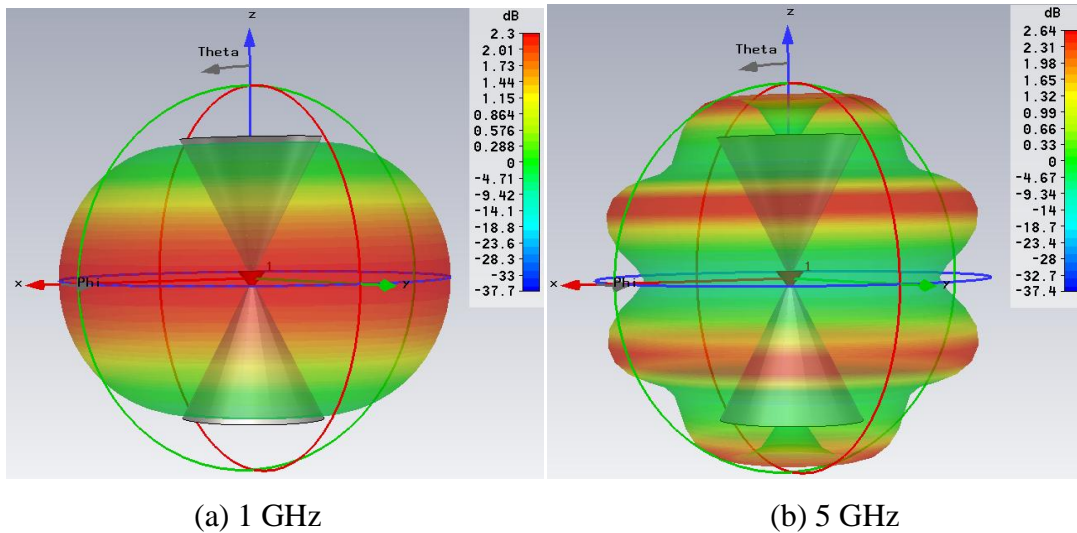 z
Theta
x
Phi
1
y
dB
2.3
2.01
1.73
1.44
1.15
0.864
0.576
0.288
0
-4.71
-9.42
-14.1
-18.8
-23.6
-28.3
-33
-37.7
z
Theta
x
Phi
1
y
dB
2.64
2.31
1.98
1.65
1.32
0.99
0.66
0.33
0
-4.67
-9.34
-14
-18.7
-23.4
-28
-32.7
-37.4
(a) 1 GHz
(b) 5 GHz